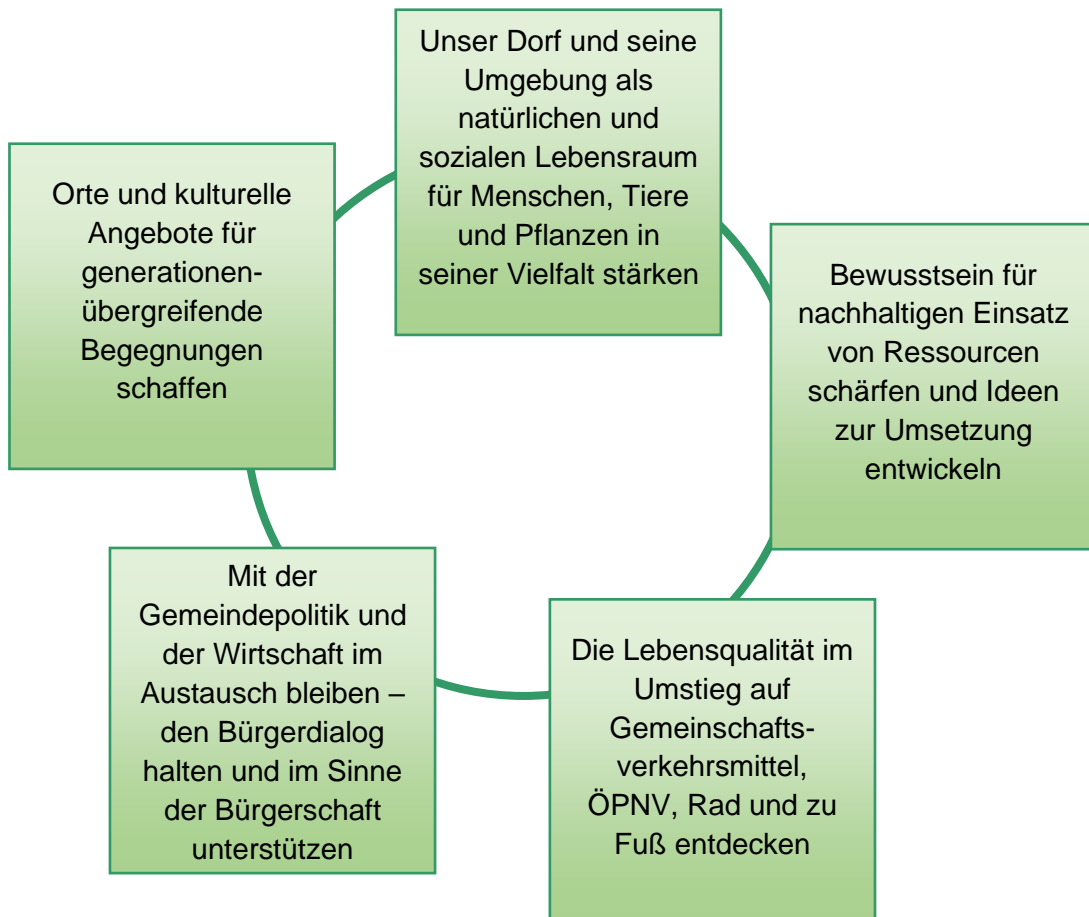 Unser Dorf und seine
Umgebung als
natürlichen und
sozialen Lebensraum
für Menschen, Tiere
und Pflanzen in
seiner Vielfalt stärken
Bewusstsein für
nachhaltigen Einsatz
von Ressourcen
schärfen und Ideen
zur Umsetzung
entwickeln
Die Lebensqualität im
Umstieg auf
Gemeinschafts-
verkehrsmittel,
ÖPNV, Rad und zu
Fuß entdecken
Mit der
Gemeindepolitik und
der Wirtschaft im
Austausch bleiben –
den Bürgerdialog
halten und im Sinne
der Bürgerschaft
unterstützen
Orte und kulturelle
Angebote für
generationen-
übergreifende
Begegnungen
schaffen